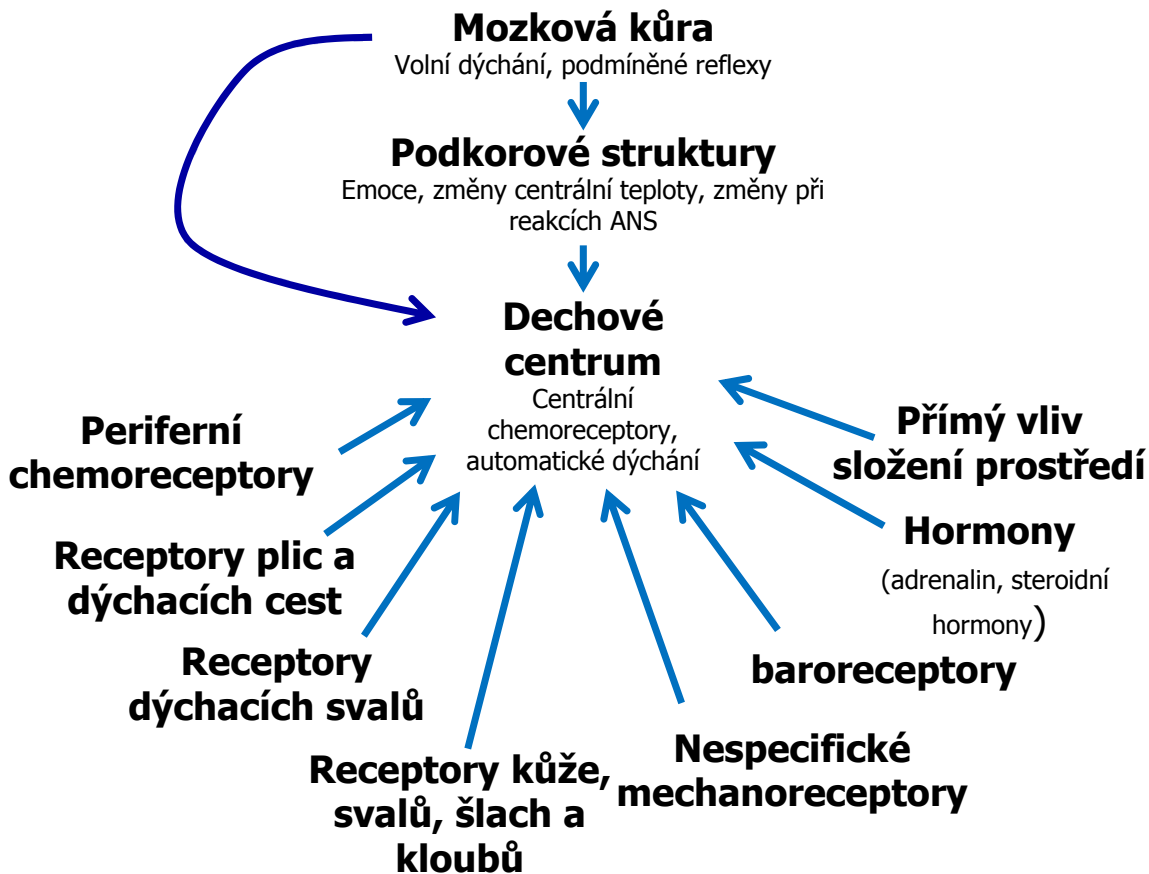 Mozková kůra
Volní dýchání, podmíněné reflexy
Podkorové struktury
Emoce, změny centrální teploty, změny při
reakcích ANS
Dechové
centrum
Centrální
chemoreceptory,
automatické dýchání
Periferní
chemoreceptory
Receptory plic a
dýchacích cest
Receptory
dýchacích svalů
Receptory kůže,
svalů, šlach a
kloubů
Nespecifické
mechanoreceptory
baroreceptory
Hormony
(adrenalin, steroidní
hormony)
Přímý vliv
složení prostředí